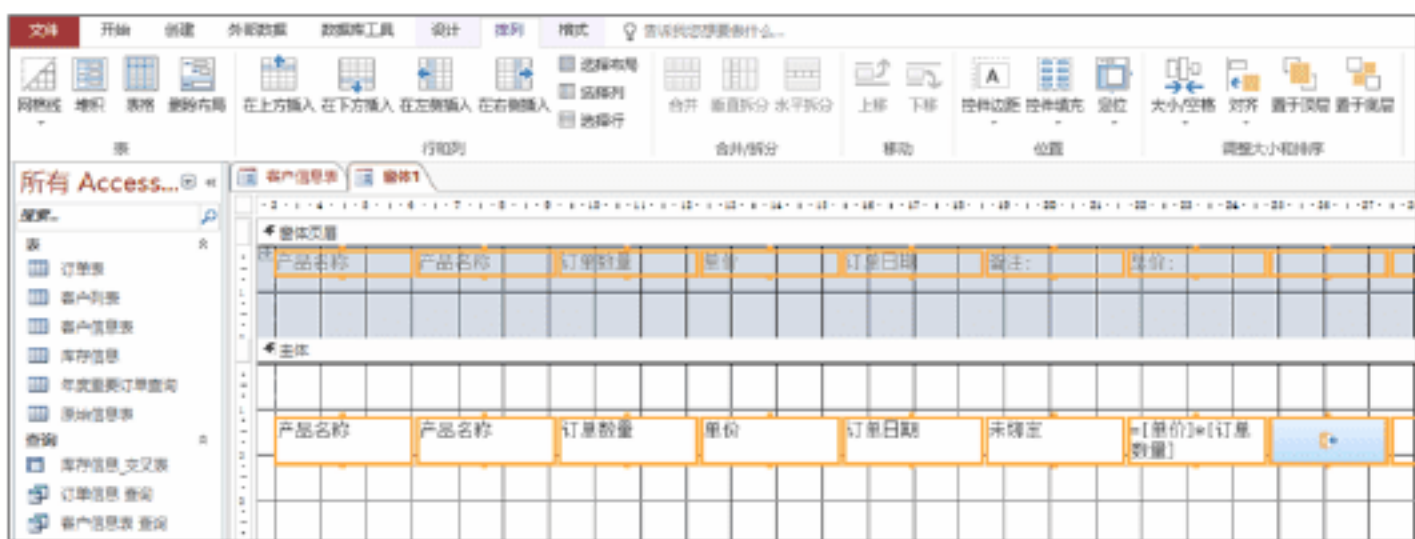 文件 开始 创建 外部数据 数据库工具 设计 排列 格式 告诉我您想要做什么...
选择布局
选择列
选择行
网格线 堆积 表格 删除布局 在上方插入 在下方插入 在左侧插入 在右侧插入 合并 垂直拆分 水平拆分 上移 下移 控件边距 控件填充 定位 大小/空格 对齐 置于顶层 置于底层
表 行和列 合并/拆分 移动 位置 调整大小和排序
所有 Access...
客户信息表 窗体1
搜索...
窗体页眉
表
产品名称 产品名称 订单数量 单价 订单日期 备注: 总价:
订单表
客户列表
客户信息表
库存信息
年度重要订单查询
原始信息表
主体
查询
产品名称 产品名称 订单数量 单价 订单日期 未绑定 =[单价]*[订单
数量]
库存信息_交叉表
订单信息 查询
客户信息表 查询